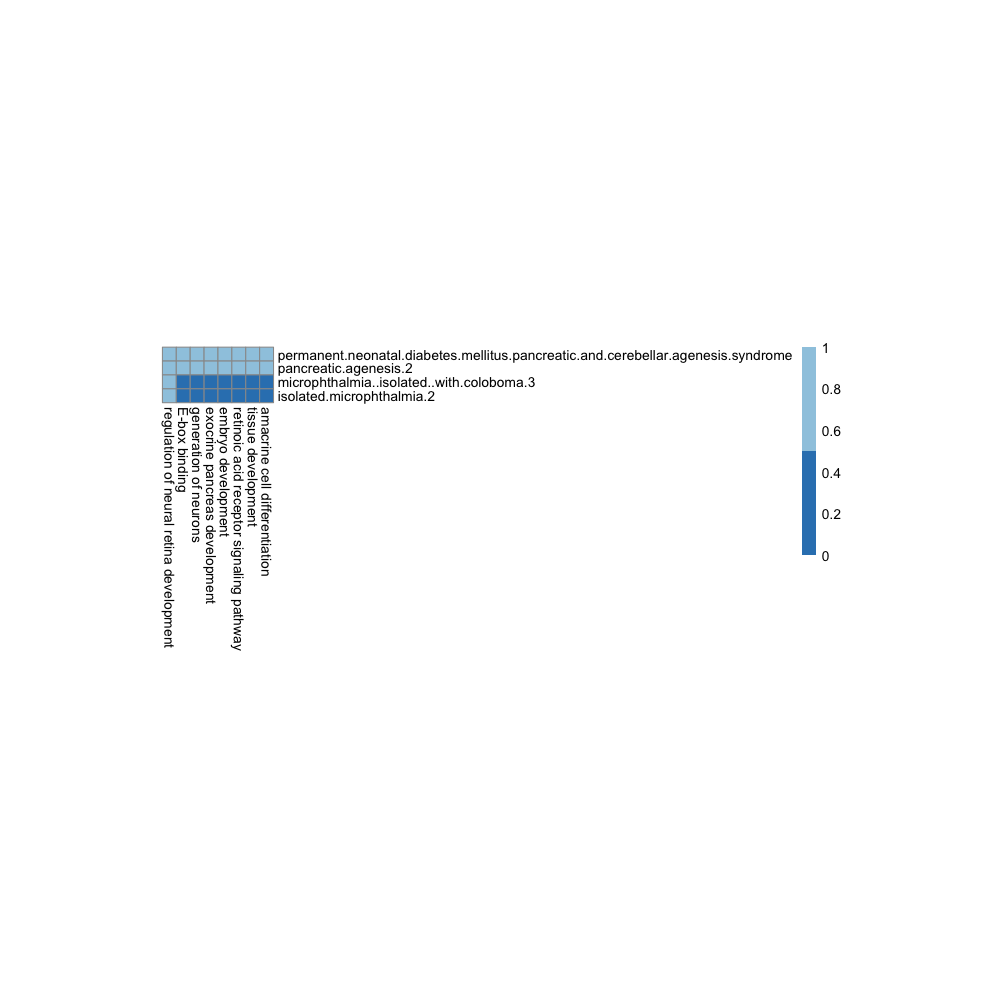 permanent.neonatal.diabetes.mellitus.pancreatic.and.cerebellar.agenesis.syndrome
pancreatic.agenesis.2
microphthalmia..isolated..with.coloboma.3
isolated.microphthalmia.2
regulation of neural retina development
E-box binding
generation of neurons
exocrine pancreas development
embryo development
retinoic acid receptor signaling pathway
tissue development
amacrine cell differentiation
1
0.8
0.6
0.4
0.2
0